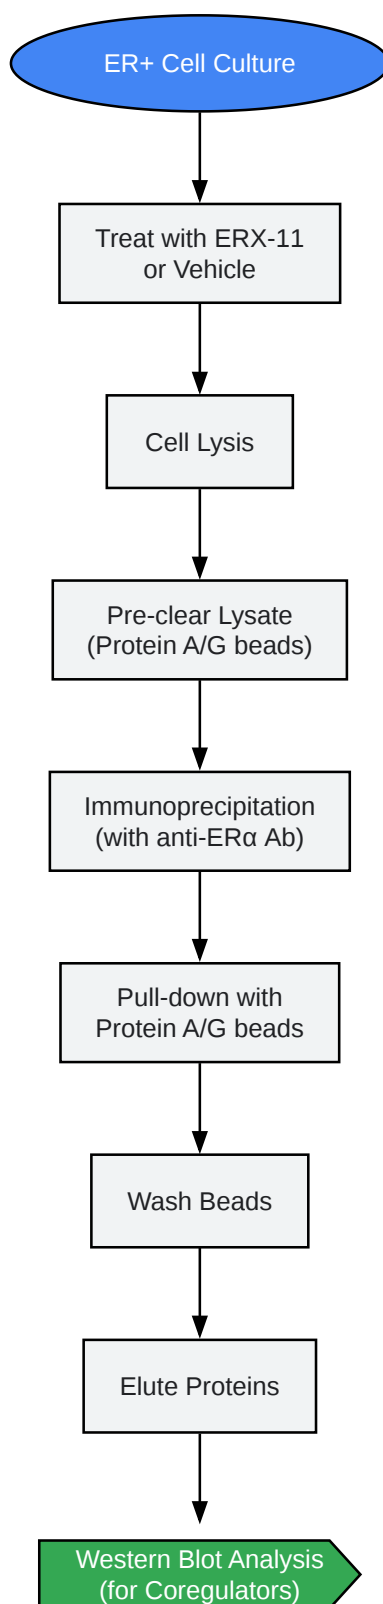 ER+ Cell Culture
Treat with ERX-11
or Vehicle
Cell Lysis
Pre-clear Lysate
(Protein A/G beads)
Immunoprecipitation
(with anti-ERα Ab)
Pull-down with
Protein A/G beads
Wash Beads
Elute Proteins
Western Blot Analysis
(for Coregulators)